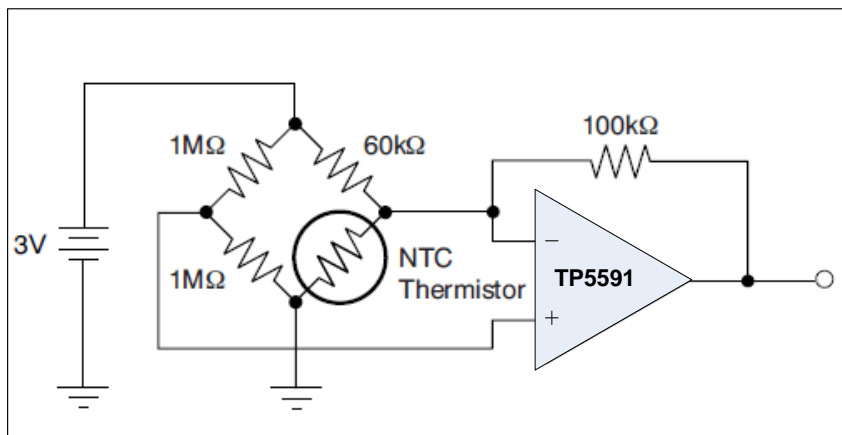 100kΩ
1MΩ
60kΩ
3V
1MΩ
NTC
Thermistor
−
TP5591
+